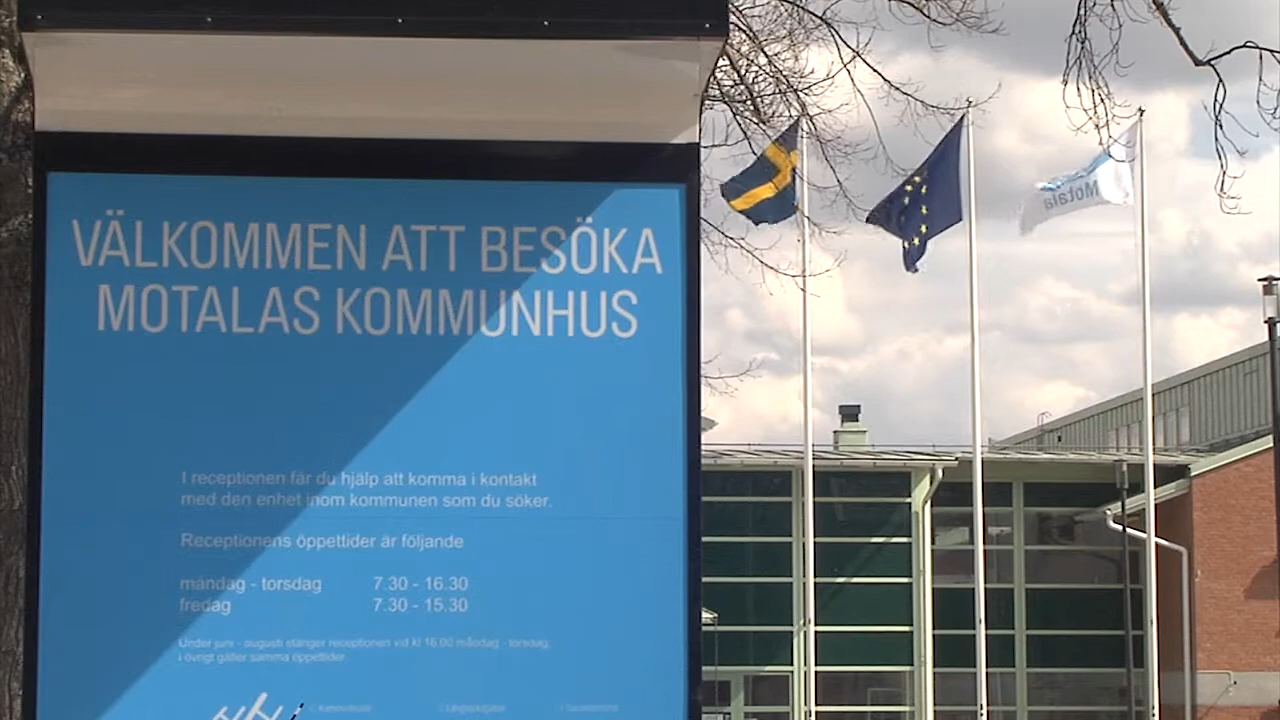 VÄLKOMMEN ATT BESÖKA
MOTALAS KOMMUNHUS
I receptionen får du hjälp att komma i kontakt
med den enhet inom kommunen som du söker.
Receptionens öppettider är följande
måndag - torsdag 7.30 - 16.30
fredag 7.30 - 15.30
Under juni - augusti stänger receptionen vid kl 16.00 måndag - torsdag,
i övrigt gäller samma öppettider
Motala